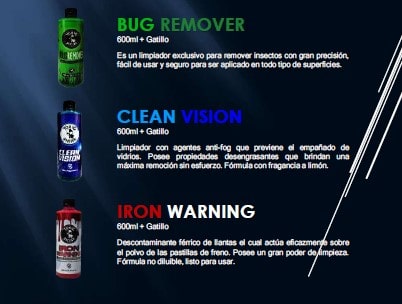 BUG REMOVER
600ml + Gatillo
Es un limpiador exclusivo para remover insectos con gran precisión,
fácil de usar y seguro para ser aplicado en todo tipo de superficies.
CLEAN VISION
600ml + Gatillo
Limpiador con agentes anti-fog que previene el empañado de
vidrios. Posee propiedades desengrasantes que brindan una
máxima remoción sin esfuerzo. Fórmula con fragancia a limón.
CLEAN
VISION
IRON WARNING
600ml + Gatillo
Descontaminante férrico de llantas el cual actúa eficazmente sobre
el polvo de las pastillas de freno. Posee un gran poder de limpieza.
Fórmula no diluible, listo para usar.